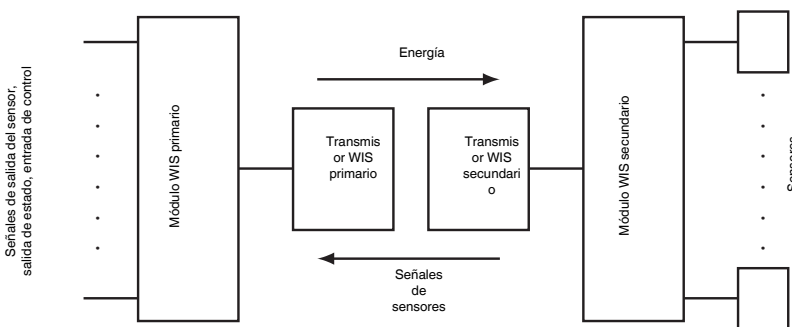 Señales de salida del sensor,
salida de estado, entrada de control
Módulo WIS primario
Energía
Transmis
or WIS
primario
Transmis
or WIS
secundari
o
Señales
de
sensores
Módulo WIS secundario
Sensores